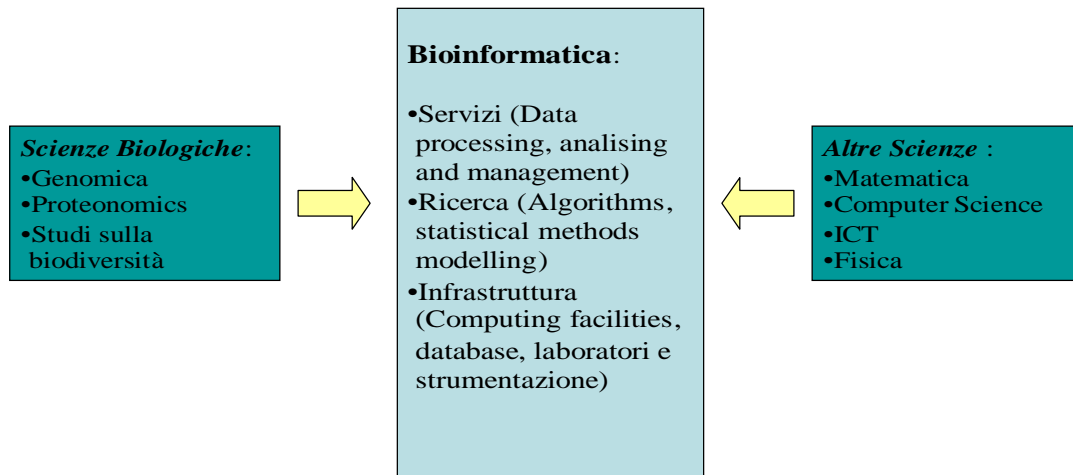 Scienze Biologiche:
•Genomica
•Proteonomics
•Studi sulla
biodiversità
Bioinformatica:
•Servizi (Data
processing, analising
and management)
•Ricerca (Algorithms,
statistical methods
modelling)
•Infrastruttura
(Computing facilities,
database, laboratori e
strumentazione)
Altre Scienze :
•Matematica
•Computer Science
•ICT
•Fisica